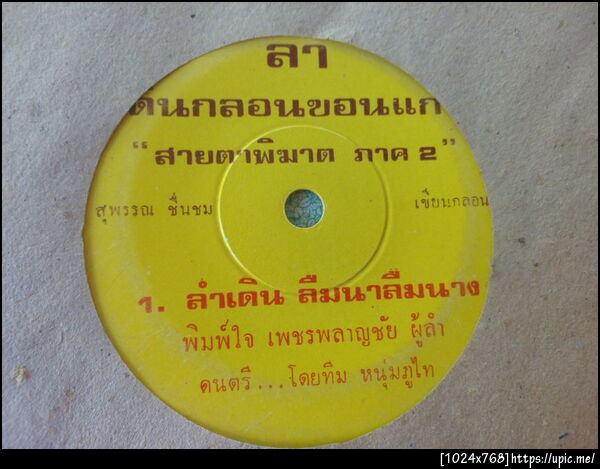 ลำ
เดินกลอนขอนแก่น
“สายตาพิฆาต ภาค 2”
สุพรรณ ชื่นชม เขียนกลอน
1. ลำเดิน ลืมนาลืมนาง
พิมพ์ใจ เพชรพลาญชัย ผู้ลำ
ดนตรี...โดยทีม หนุ่มภูไท
[1024x768]https://upic.me/